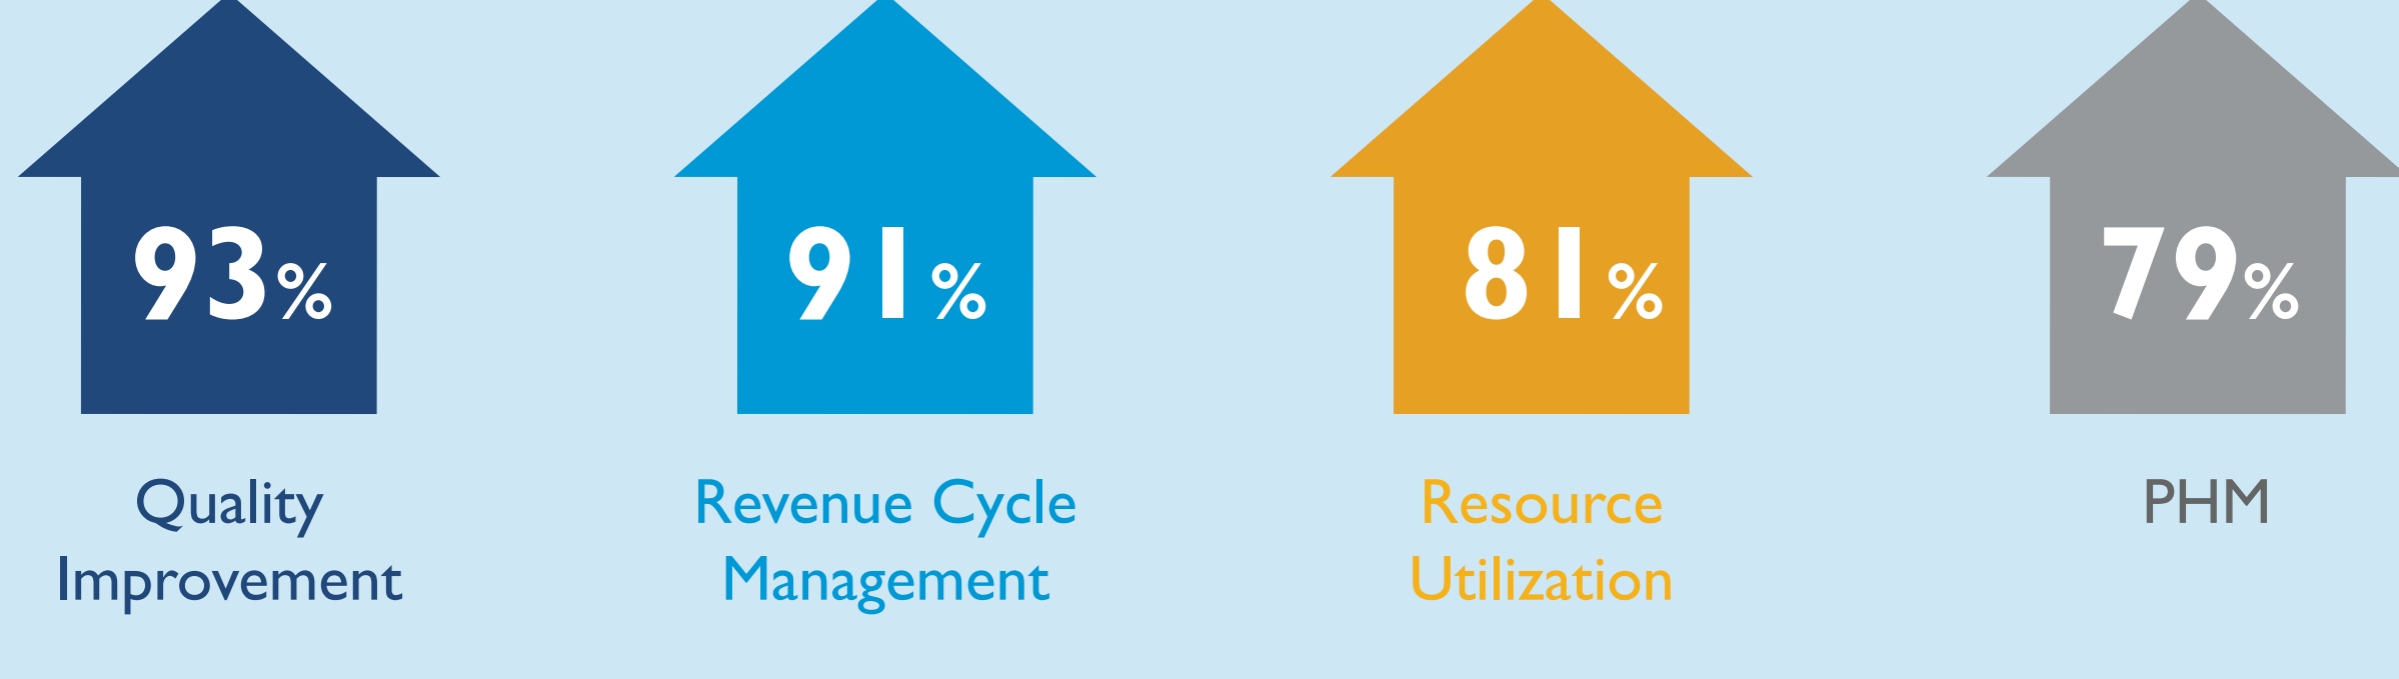 93%
91%
81%
79%
Quality
Improvement
Revenue Cycle
Management
Resource
Utilization
PHM